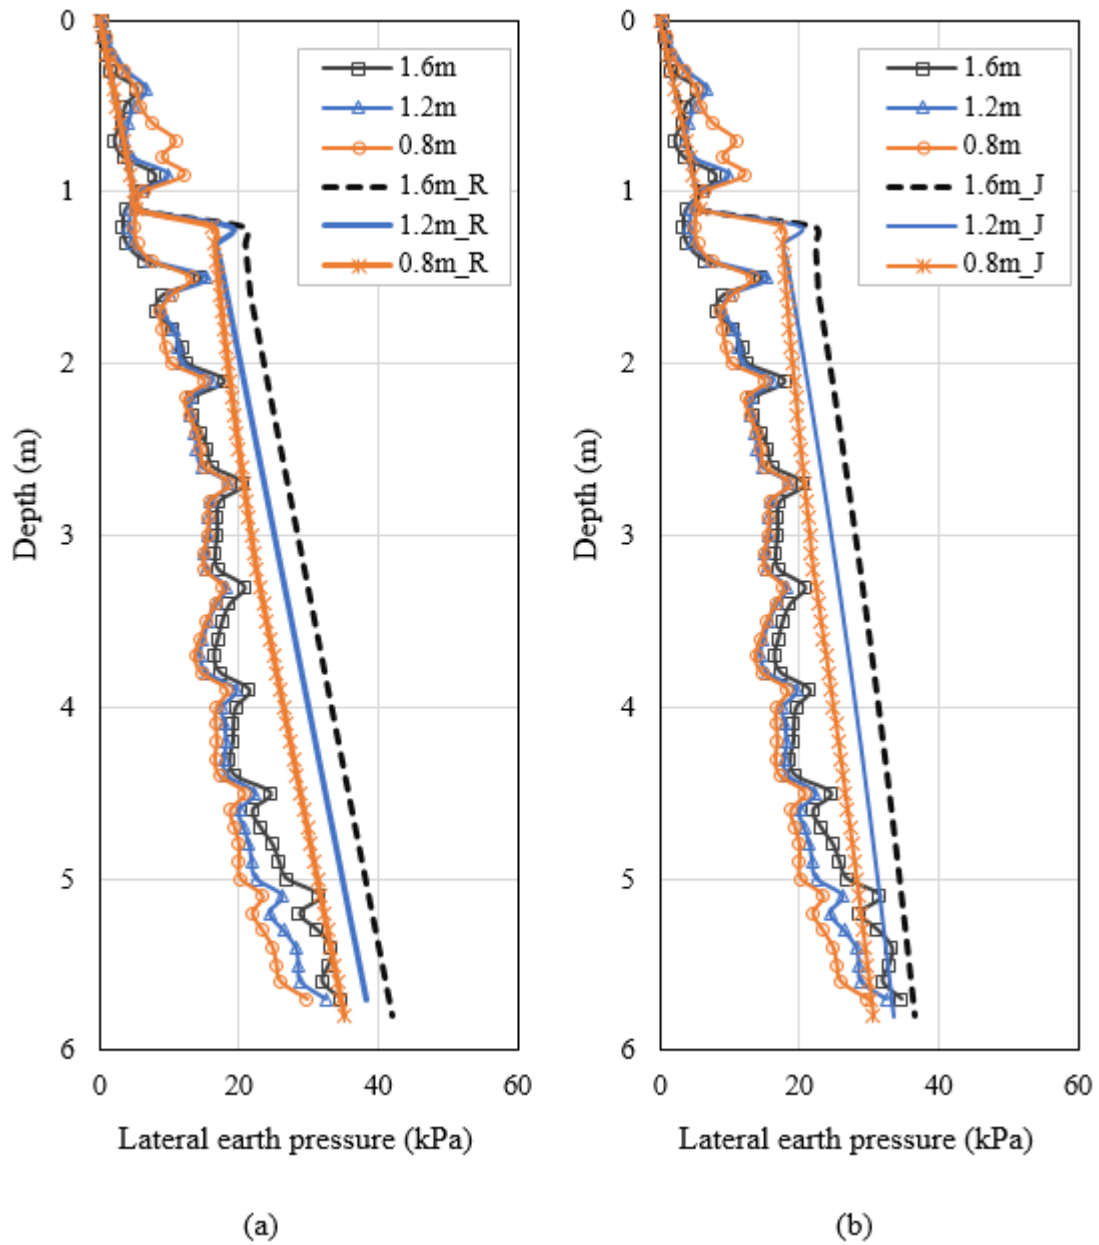 0
1
2
3
4
5
6
0
20
40
60
Depth (m)
Lateral earth pressure (kPa)
1.6m
1.2m
0.8m
1.6m_R
1.2m_R
0.8m_R
(a)
0
1
2
3
4
5
6
0
20
40
60
Depth (m)
Lateral earth pressure (kPa)
1.6m
1.2m
0.8m
1.6m_J
1.2m_J
0.8m_J
(b)